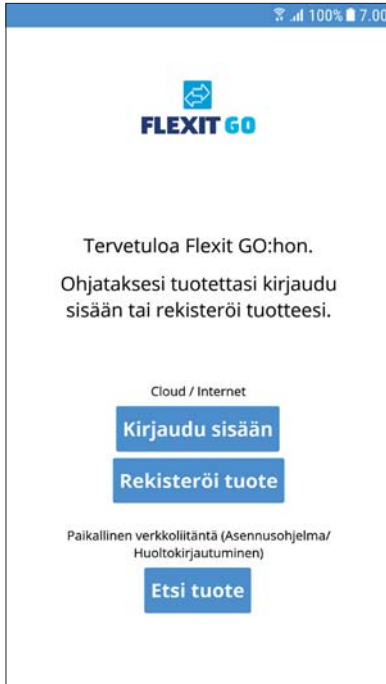 100% 7.00
FLEXIT GO
Tervetuloa Flexit GO:hon.
Ohjataksesi tuotettasi kirjaudu
sisään tai rekisteröi tuotteesi.
Cloud / Internet
Kirjaudu sisään
Rekisteröi tuote
Paikallinen verkkoliitäntä (Asennusohjelma/
Huoltokirjautuminen)
Etsi tuote